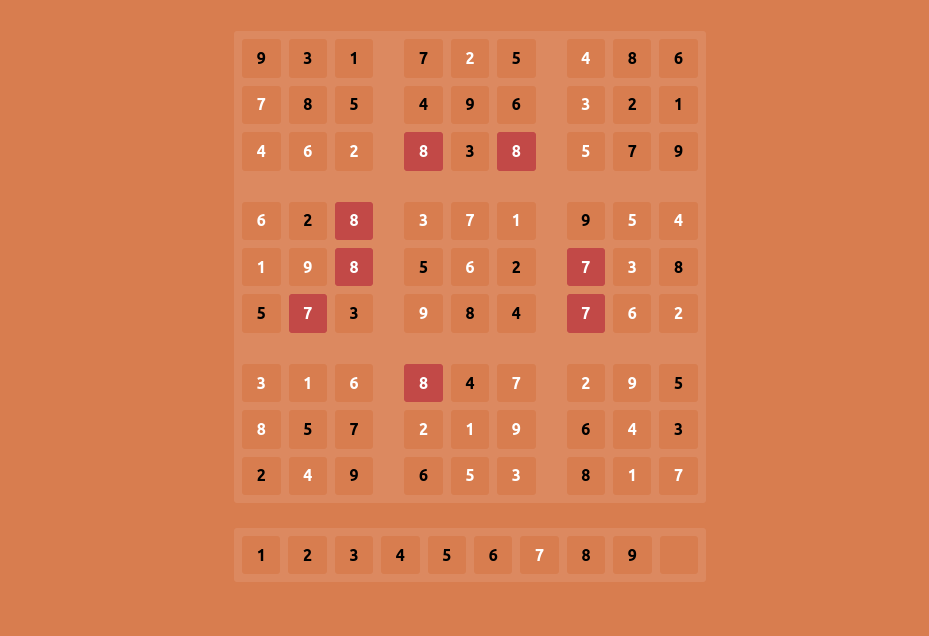 9 3 1 7 2 5 4 8 6
7 8 5 4 9 6 3 2 1
4 6 2 8 3 8 5 7 9
6 2 8 3 7 1 9 5 4
1 9 8 5 6 2 7 3 8
5 7 3 9 8 4 7 6 2
3 1 6 8 4 7 2 9 5
8 5 7 2 1 9 6 4 3
2 4 9 6 5 3 8 1 7
1 2 3 4 5 6 7 8 9